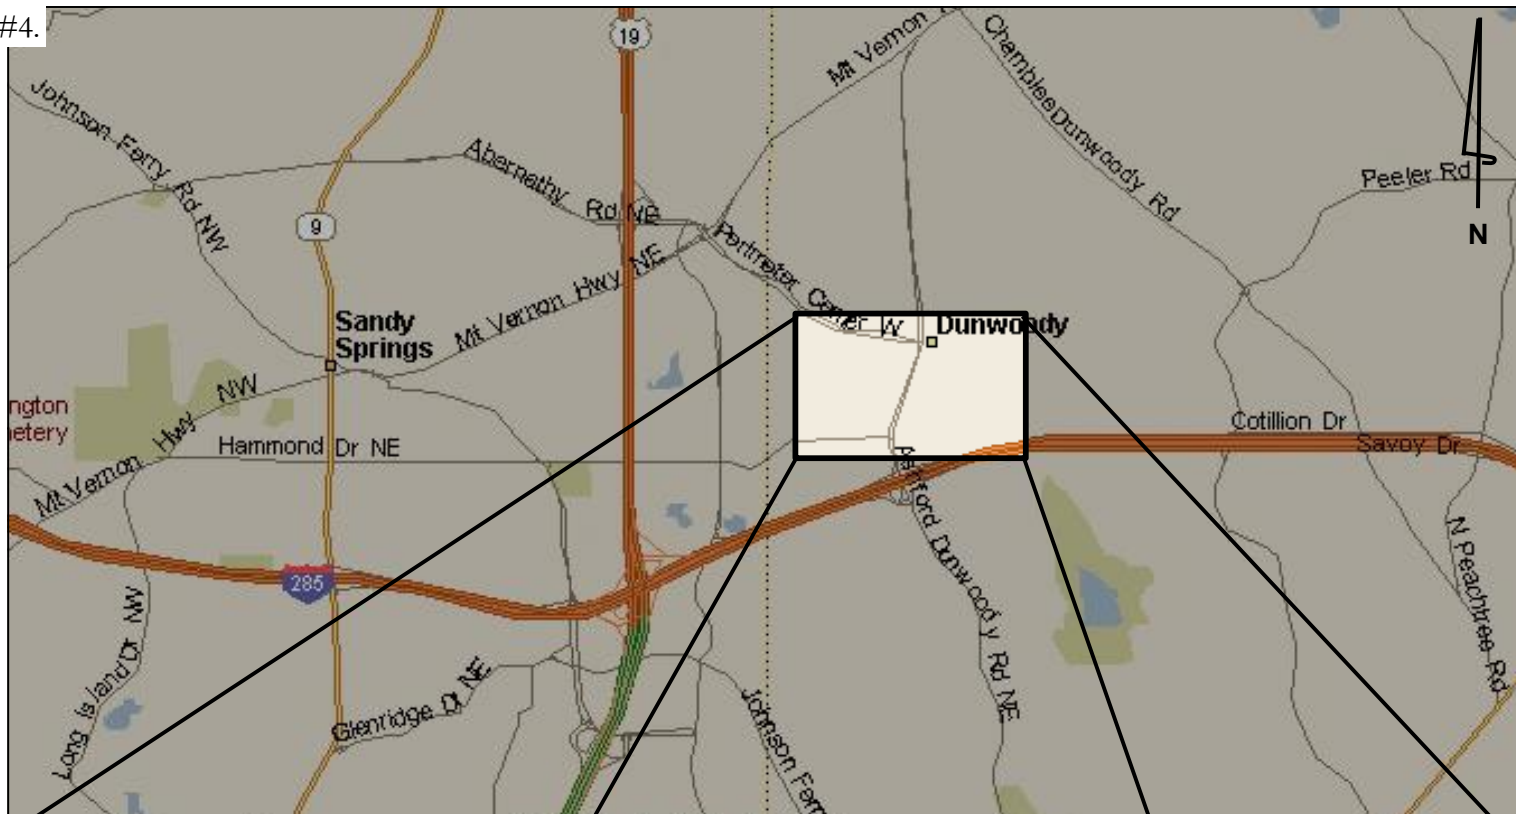 #4.
19
Mt Vernon
Chamblee Dunwoody Rd
Johnson Ferry Rd NW
Abernathy Rd NE
Peeler Rd
N
9
Perimeter Center W
Mt Vernon Hwy NE
Sandy
Springs
Dunwoody
ngton
etery
Mt Vernon Hwy NW
Hammond Dr NE
Cotillion Dr
Savoy Dr
Ashford Dunwoody Rd NE
N Peachtree Rd
285
Long Island Dr NW
Glenridge Dr NE
Johnson Ferr